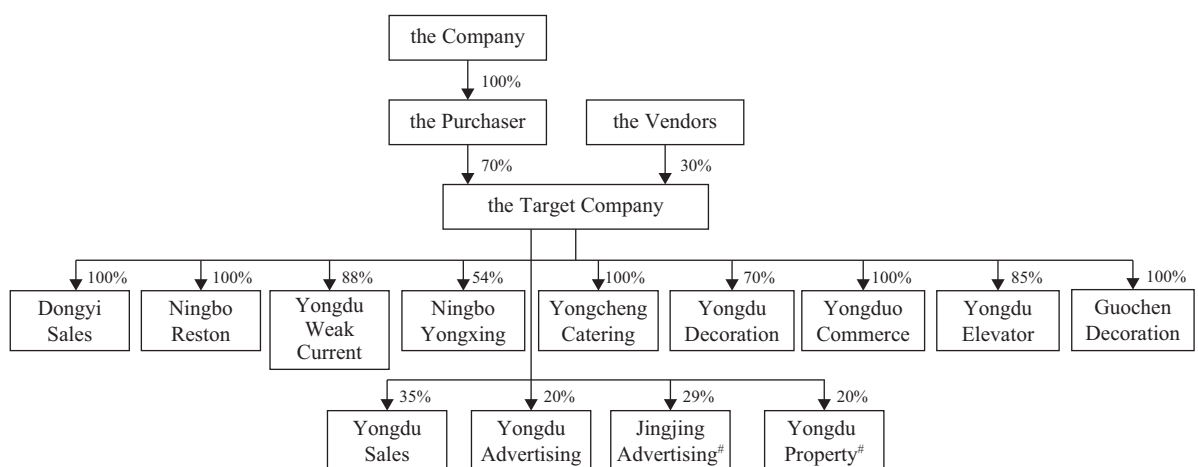 the Company
100%
the Purchaser
the Vendors
70%
30%
the Target Company
100%
100%
88%
54%
100%
70%
100%
85%
100%
Dongyi
Sales
Ningbo
Reston
Yongdu
Weak
Current
Ningbo
Yongxing
Yongcheng
Catering
Yongdu
Decoration
Yongduo
Commerce
Yongdu
Elevator
Guochen
Decoration
35%
20%
29%
20%
Yongdu
Sales
Yongdu
Advertising
Jingjing
Advertising#
Yongdu
Property#